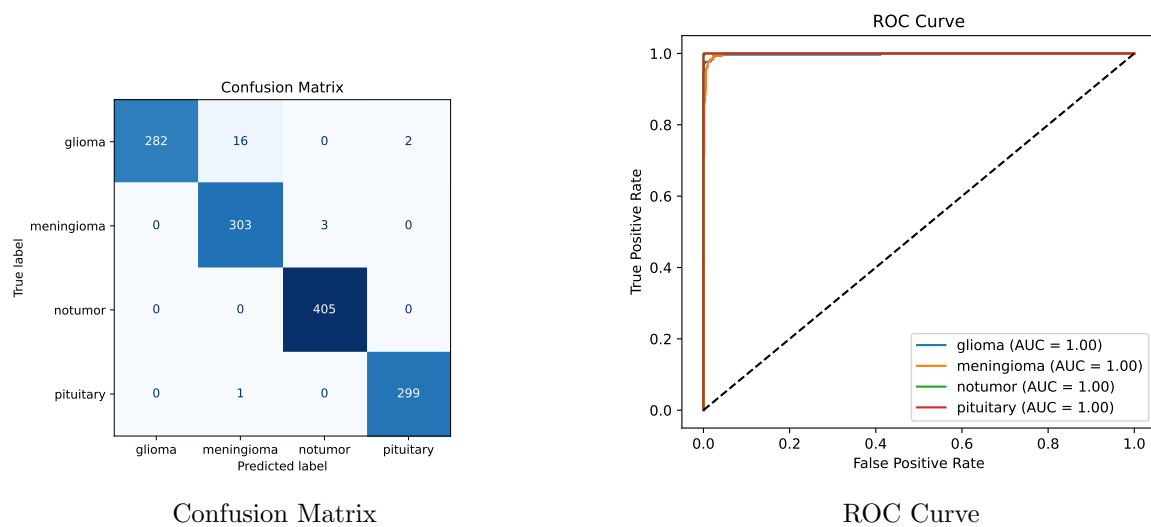 Confusion Matrix
True label
glioma 282 16 0 2
meningioma 0 303 3 0
notumor 0 0 405 0
pituitary 0 1 0 299
glioma meningioma notumor pituitary
Predicted label
Confusion Matrix
ROC Curve
True Positive Rate
1.0
0.8
0.6
0.4
0.2
0.0
glioma (AUC = 1.00)
meningioma (AUC = 1.00)
notumor (AUC = 1.00)
pituitary (AUC = 1.00)
0.0 0.2 0.4 0.6 0.8 1.0
False Positive Rate
ROC Curve